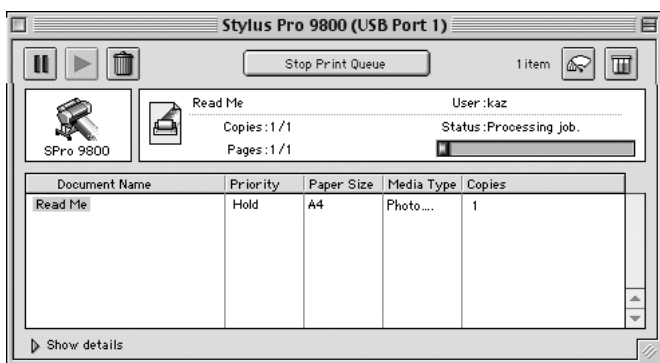 Stylus Pro 9800 (USB Port 1)
Stop Print Queue
1 item
Read Me
User :kaz
Copies :1 /1
Status :Processing job.
Pages :1 /1
SPro 9800
Document Name Priority Paper Size Media Type Copies
Read Me Hold A4 Photo.... 1
Show details